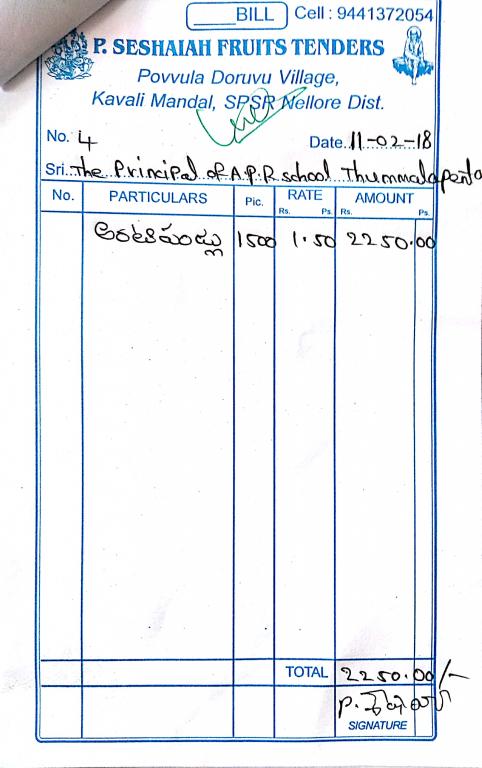 BILL Cell : 9441372054
P. SESHAIAH FRUITS TENDERS
Povvula Doruvu Village,
Kavali Mandal, SPSR Nellore Dist.
No. 4 Date. 11-02-18
Sri. The Principal of A.P.R school Thummalapenta
No. PARTICULARS Pic. RATE AMOUNT
Rs. Ps. Rs. Ps.
అరటిపండ్లు 1500 1.50 2250.00
TOTAL 2250.00/-
P.
SIGNATURE